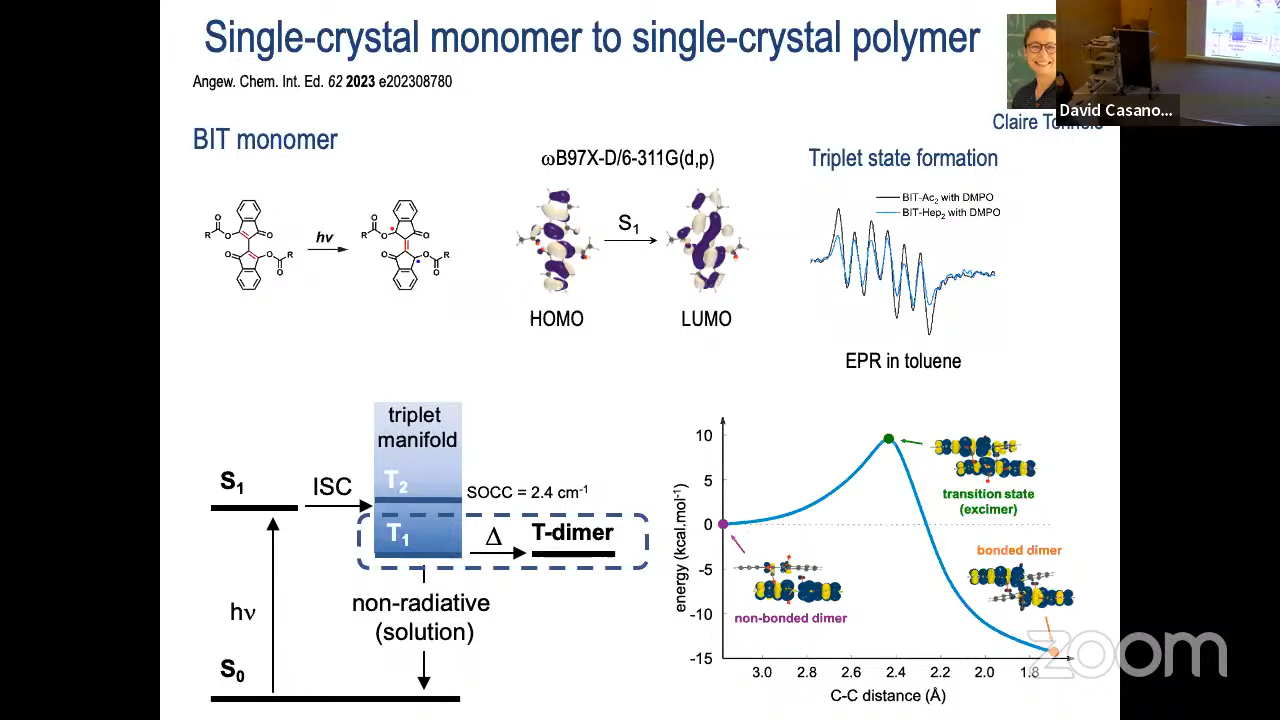 Single-crystal monomer to single-crystal polymer
Angew. Chem. Int. Ed. 62 2023 e202308780
David Casano...
Claire
BIT monomer
ωB97X-D/6-311G(d,p)
Triplet state formation
BIT-Ac₂ with DMPO
BIT-Hep₂ with DMPO
R
O
O
O
O
O
O
R
hν
R
O
O
O
O
O
O
R
S₁
HOMO
LUMO
EPR in toluene
triplet
manifold
T₂
S₁
ISC
SOCC = 2.4 cm⁻¹
T₁
Δ
T-dimer
non-radiative
(solution)
hν
S₀
energy (kcal.mol⁻¹)
10
5
0
-5
-10
-15
transition state
(excimer)
bonded dimer
non-bonded dimer
3.0
2.8
2.6
2.4
2.2
2.0
1.8
C-C distance (Å)
zoom